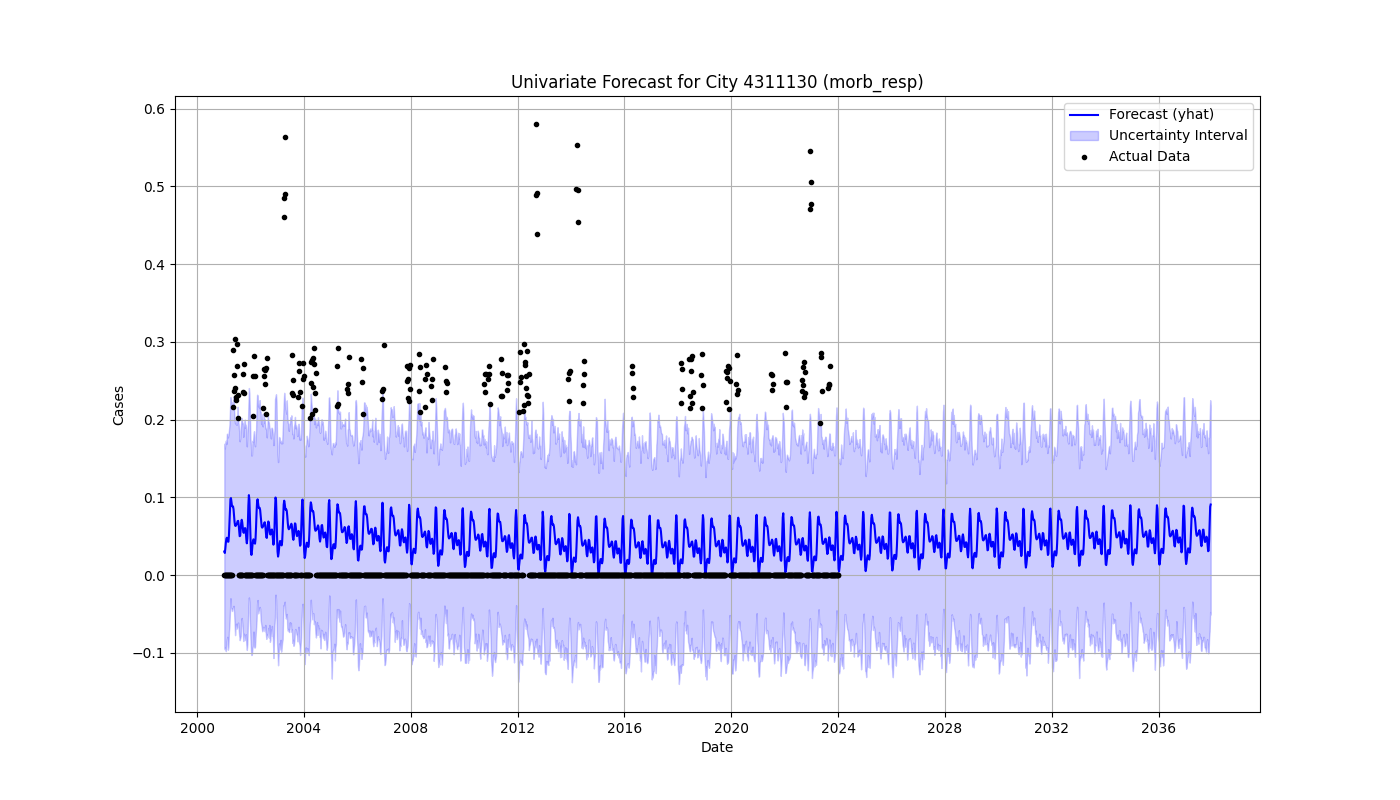 Univariate Forecast for City 4311130 (morb_resp)
Forecast (yhat)
Uncertainty Interval
Actual Data
0.6
0.5
0.4
0.3
0.2
0.1
0.0
−0.1
Cases
2000 2004 2008 2012 2016 2020 2024 2028 2032 2036
Date